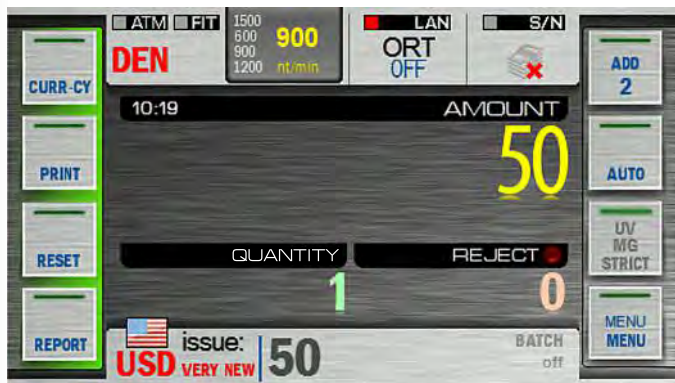 ATM FIT
DEN
1500
600
900
1200
900
nt/min
LAN
ORT
OFF
S/N
CURR-CY
PRINT
RESET
REPORT
10:19
AMOUNT
50
QUANTITY
1
REJECT
0
USD
issue:
VERY NEW
50
BATCH
off
ADD
2
AUTO
UV
MG
STRICT
MENU
MENU